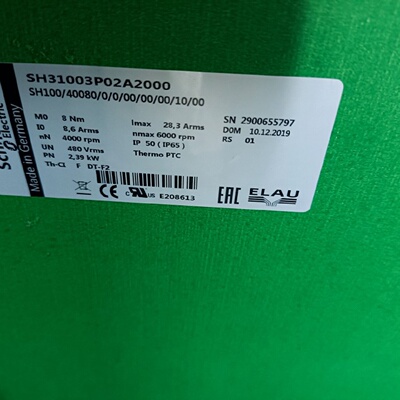 SH31003P02A2000
SH100/40080/0/0/00/00/00/10/00
M0 8 Nm Imax 28,3 Arms SN 2900655797
I0 8,6 Arms nmax 6000 rpm DOM 10.12.2019
nN 4000 rpm IP 50 (IP65) RS 01
UN 480 Vrms Thermo PTC
PN 2,39 kW
Th-Cl F DT-F2
CE c US E208613 EAC ELAU
Electric
Made in Germany